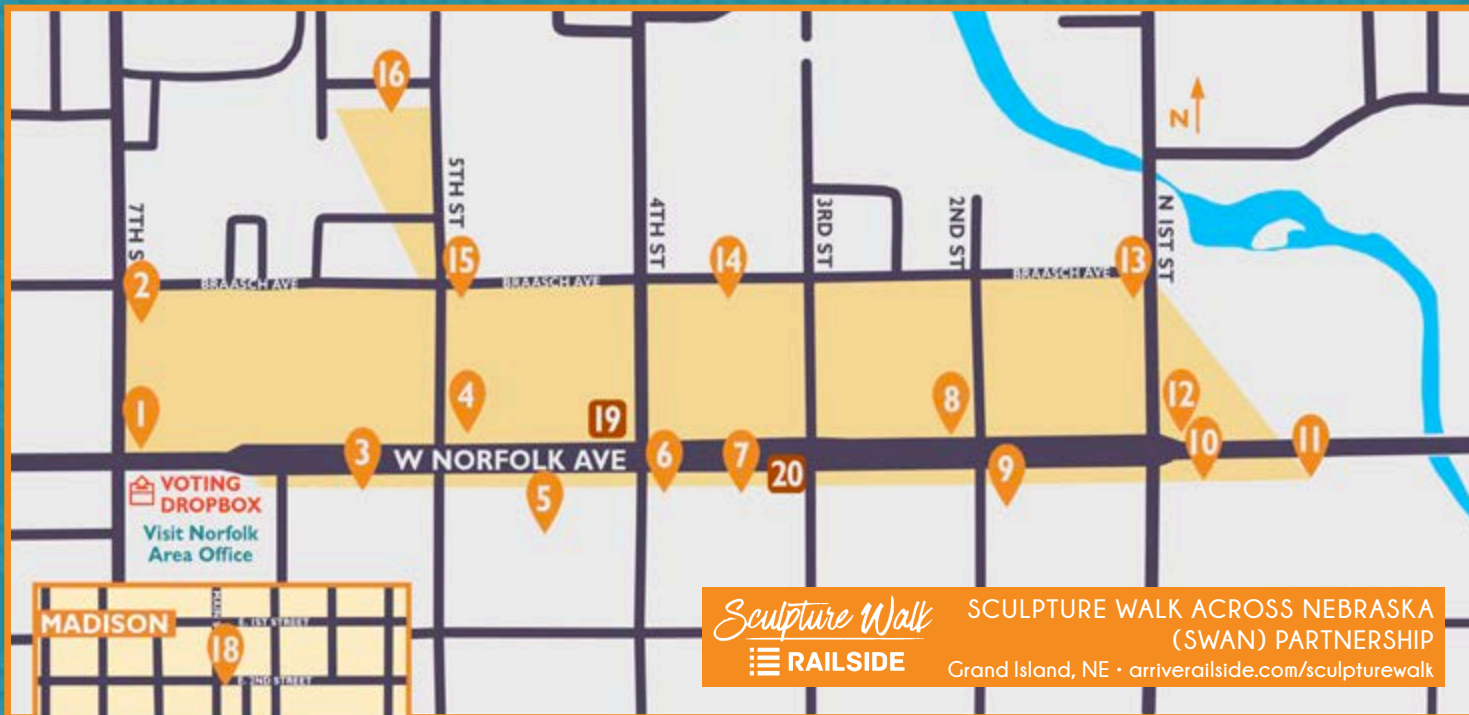 16
N
5TH ST
7TH S
4TH ST
3RD ST
2ND ST
N 1ST ST
2
BRAASCH AVE
15
BRAASCH AVE
14
BRAASCH AVE
13
1
3
W NORFOLK AVE
4
19
5
6
7
20
8
9
12
10
11
VOTING
DROPBOX
Visit Norfolk
Area Office
MADISON
E. 1ST STREET
18
E. 2ND STREET
Sculpture Walk
RAILSIDE
SCULPTURE WALK ACROSS NEBRASKA
(SWAN) PARTNERSHIP
Grand Island, NE • arriverailside.com/sculpturewalk